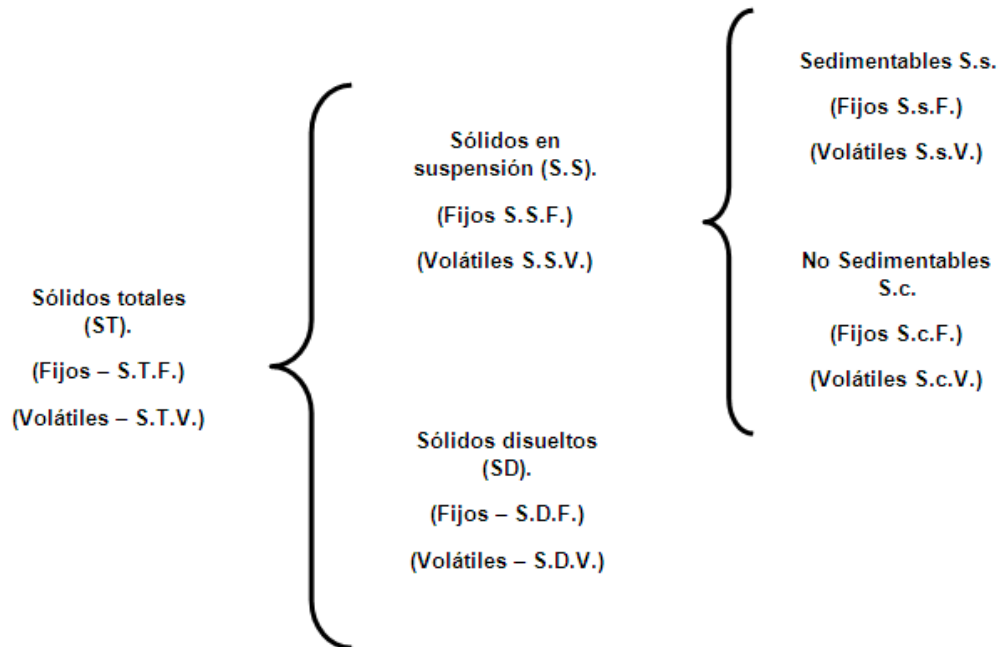 Sólidos totales
(ST).
(Fijos – S.T.F.)
(Volátiles – S.T.V.)
Sólidos en
suspensión (S.S).
(Fijos S.S.F.)
(Volátiles S.S.V.)
Sólidos disueltos
(SD).
(Fijos – S.D.F.)
(Volátiles – S.D.V.)
Sedimentables S.s.
(Fijos S.s.F.)
(Volátiles S.s.V.)
No Sedimentables
S.c.
(Fijos S.c.F.)
(Volátiles S.c.V.)